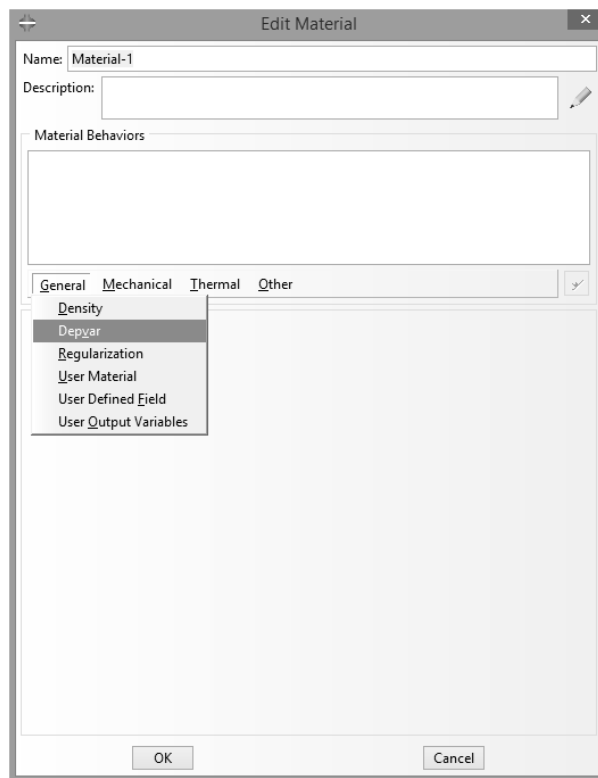 Edit Material
Name: Material-1
Description:
Material Behaviors
General Mechanical Thermal Other
Density
Depvar
Regularization
User Material
User Defined Field
User Output Variables
OK Cancel